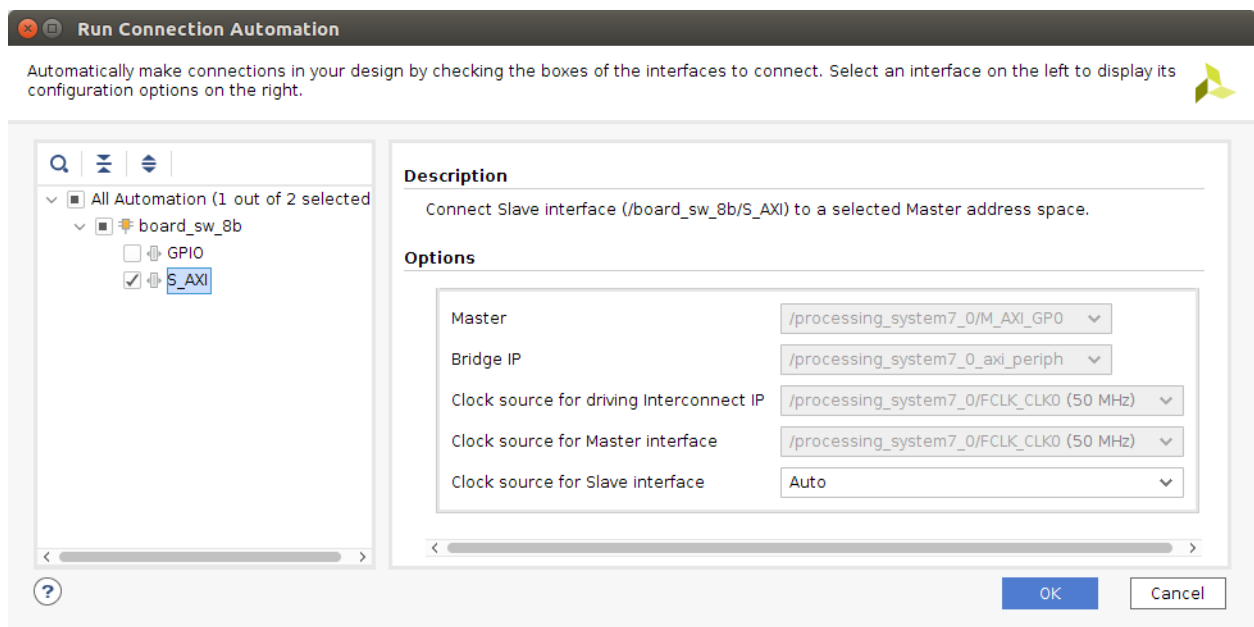 Run Connection Automation
Automatically make connections in your design by checking the boxes of the interfaces to connect. Select an interface on the left to display its
configuration options on the right.
All Automation (1 out of 2 selected
board_sw_8b
GPIO
S_AXI
Description
Connect Slave interface (/board_sw_8b/S_AXI) to a selected Master address space.
Options
Master /processing_system7_0/M_AXI_GP0
Bridge IP /processing_system7_0_axi_periph
Clock source for driving Interconnect IP /processing_system7_0/FCLK_CLK0 (50 MHz)
Clock source for Master interface /processing_system7_0/FCLK_CLK0 (50 MHz)
Clock source for Slave interface Auto
?
OK Cancel